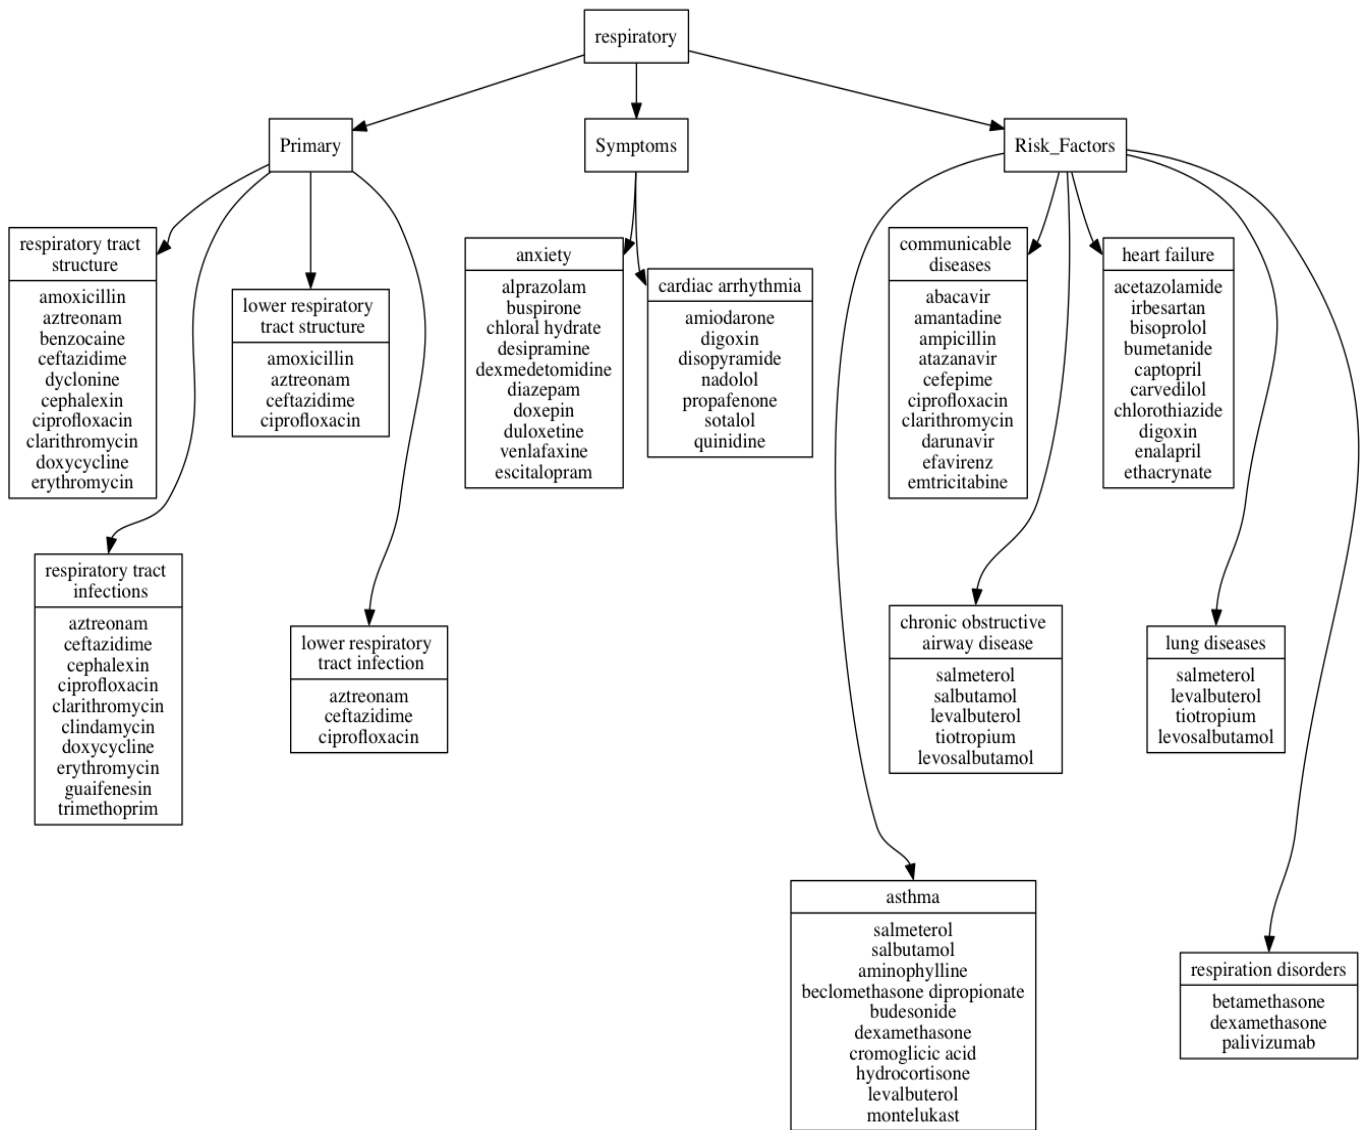 respiratory
Primary
Symptoms
Risk_Factors
respiratory tract
structure
amoxicillin
aztreonam
benzocaine
ceftazidime
dyclonine
cephalexin
ciprofloxacin
clarithromycin
doxycycline
erythromycin
lower respiratory
tract structure
amoxicillin
aztreonam
ceftazidime
ciprofloxacin
anxiety
alprazolam
buspirone
chloral hydrate
desipramine
dexmedetomidine
diazepam
doxepin
duloxetine
venlafaxine
escitalopram
cardiac arrhythmia
amiodarone
digoxin
disopyramide
nadolol
propafenone
sotalol
quinidine
communicable
diseases
abacavir
amantadine
ampicillin
atazanavir
cefepime
ciprofloxacin
clarithromycin
darunavir
efavirenz
emtricitabine
heart failure
acetazolamide
irbesartan
bisoprolol
bumetanide
captopril
carvedilol
chlorothiazide
digoxin
enalapril
ethacrynate
respiratory tract
infections
aztreonam
ceftazidime
cephalexin
ciprofloxacin
clarithromycin
clindamycin
doxycycline
erythromycin
guaifenesin
trimethoprim
lower respiratory
tract infection
aztreonam
ceftazidime
ciprofloxacin
chronic obstructive
airway disease
salmeterol
salbutamol
levalbuterol
tiotropium
levosalbutamol
lung diseases
salmeterol
levalbuterol
tiotropium
levosalbutamol
asthma
salmeterol
salbutamol
aminophylline
beclomethasone dipropionate
budesonide
dexamethasone
cromoglicic acid
hydrocortisone
levalbuterol
montelukast
respiration disorders
betamethasone
dexamethasone
palivizumab